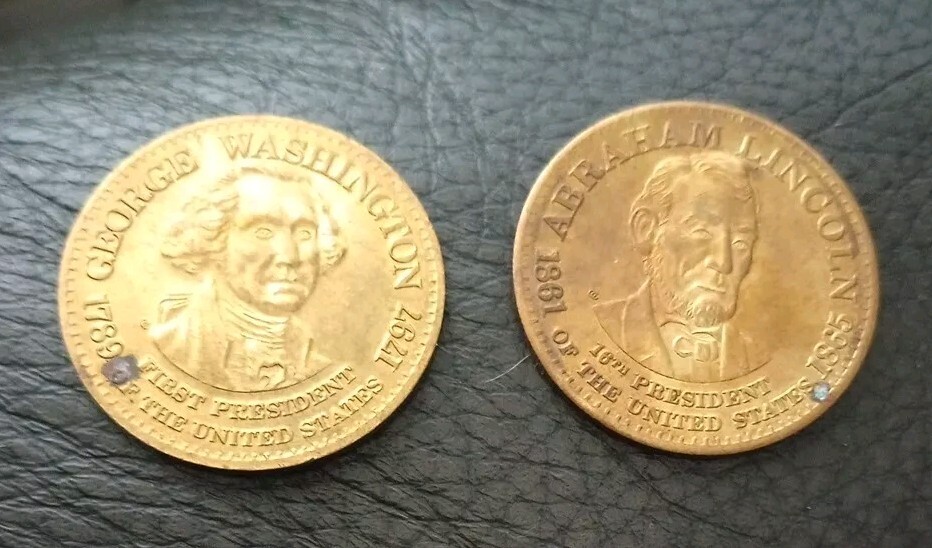 1789 GEORGE WASHINGTON 1797
FIRST PRESIDENT
OF THE UNITED STATES
1861 ABRAHAM LINCOLN 1865
16TH PRESIDENT
OF THE UNITED STATES